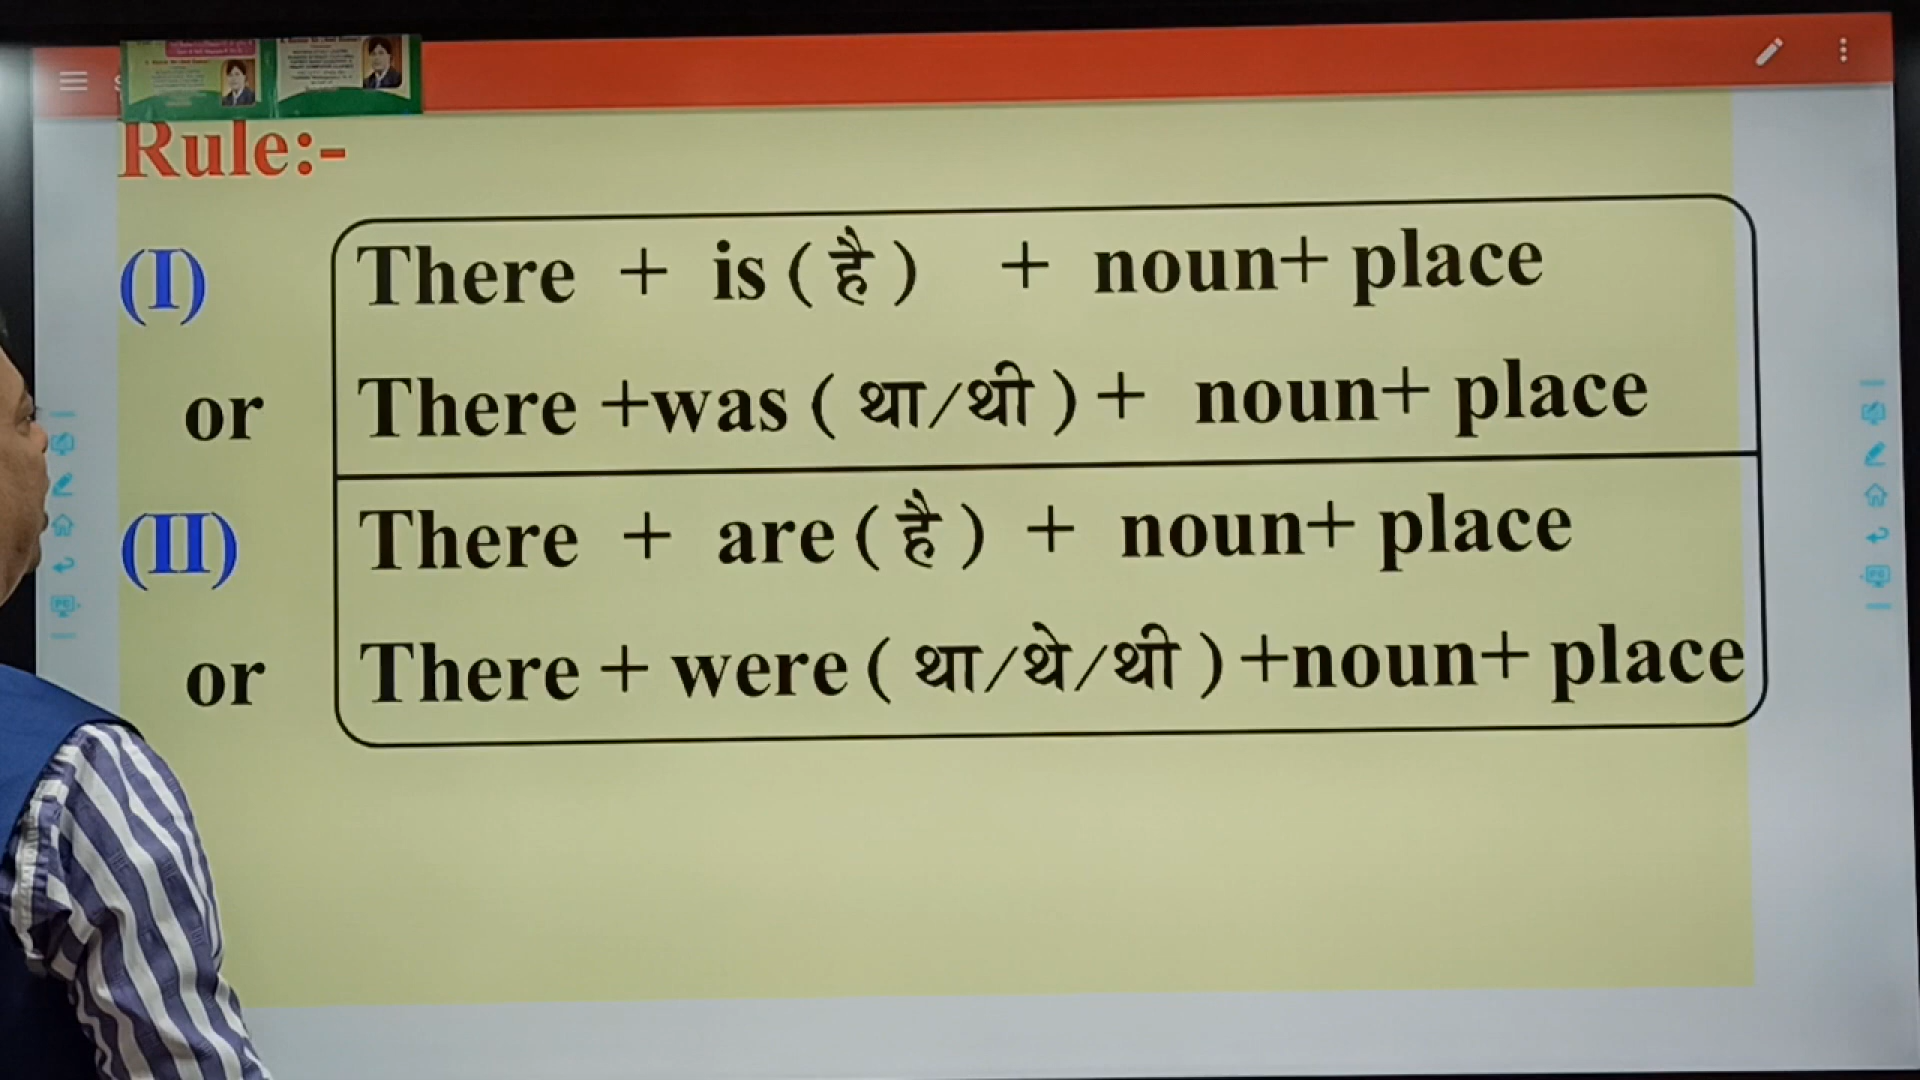 Rule:-
(I) There + is ( है ) + noun+ place
or There +was ( था/थी ) + noun+ place
(II) There + are ( है ) + noun+ place
or There + were ( था/थे/थी ) +noun+ place